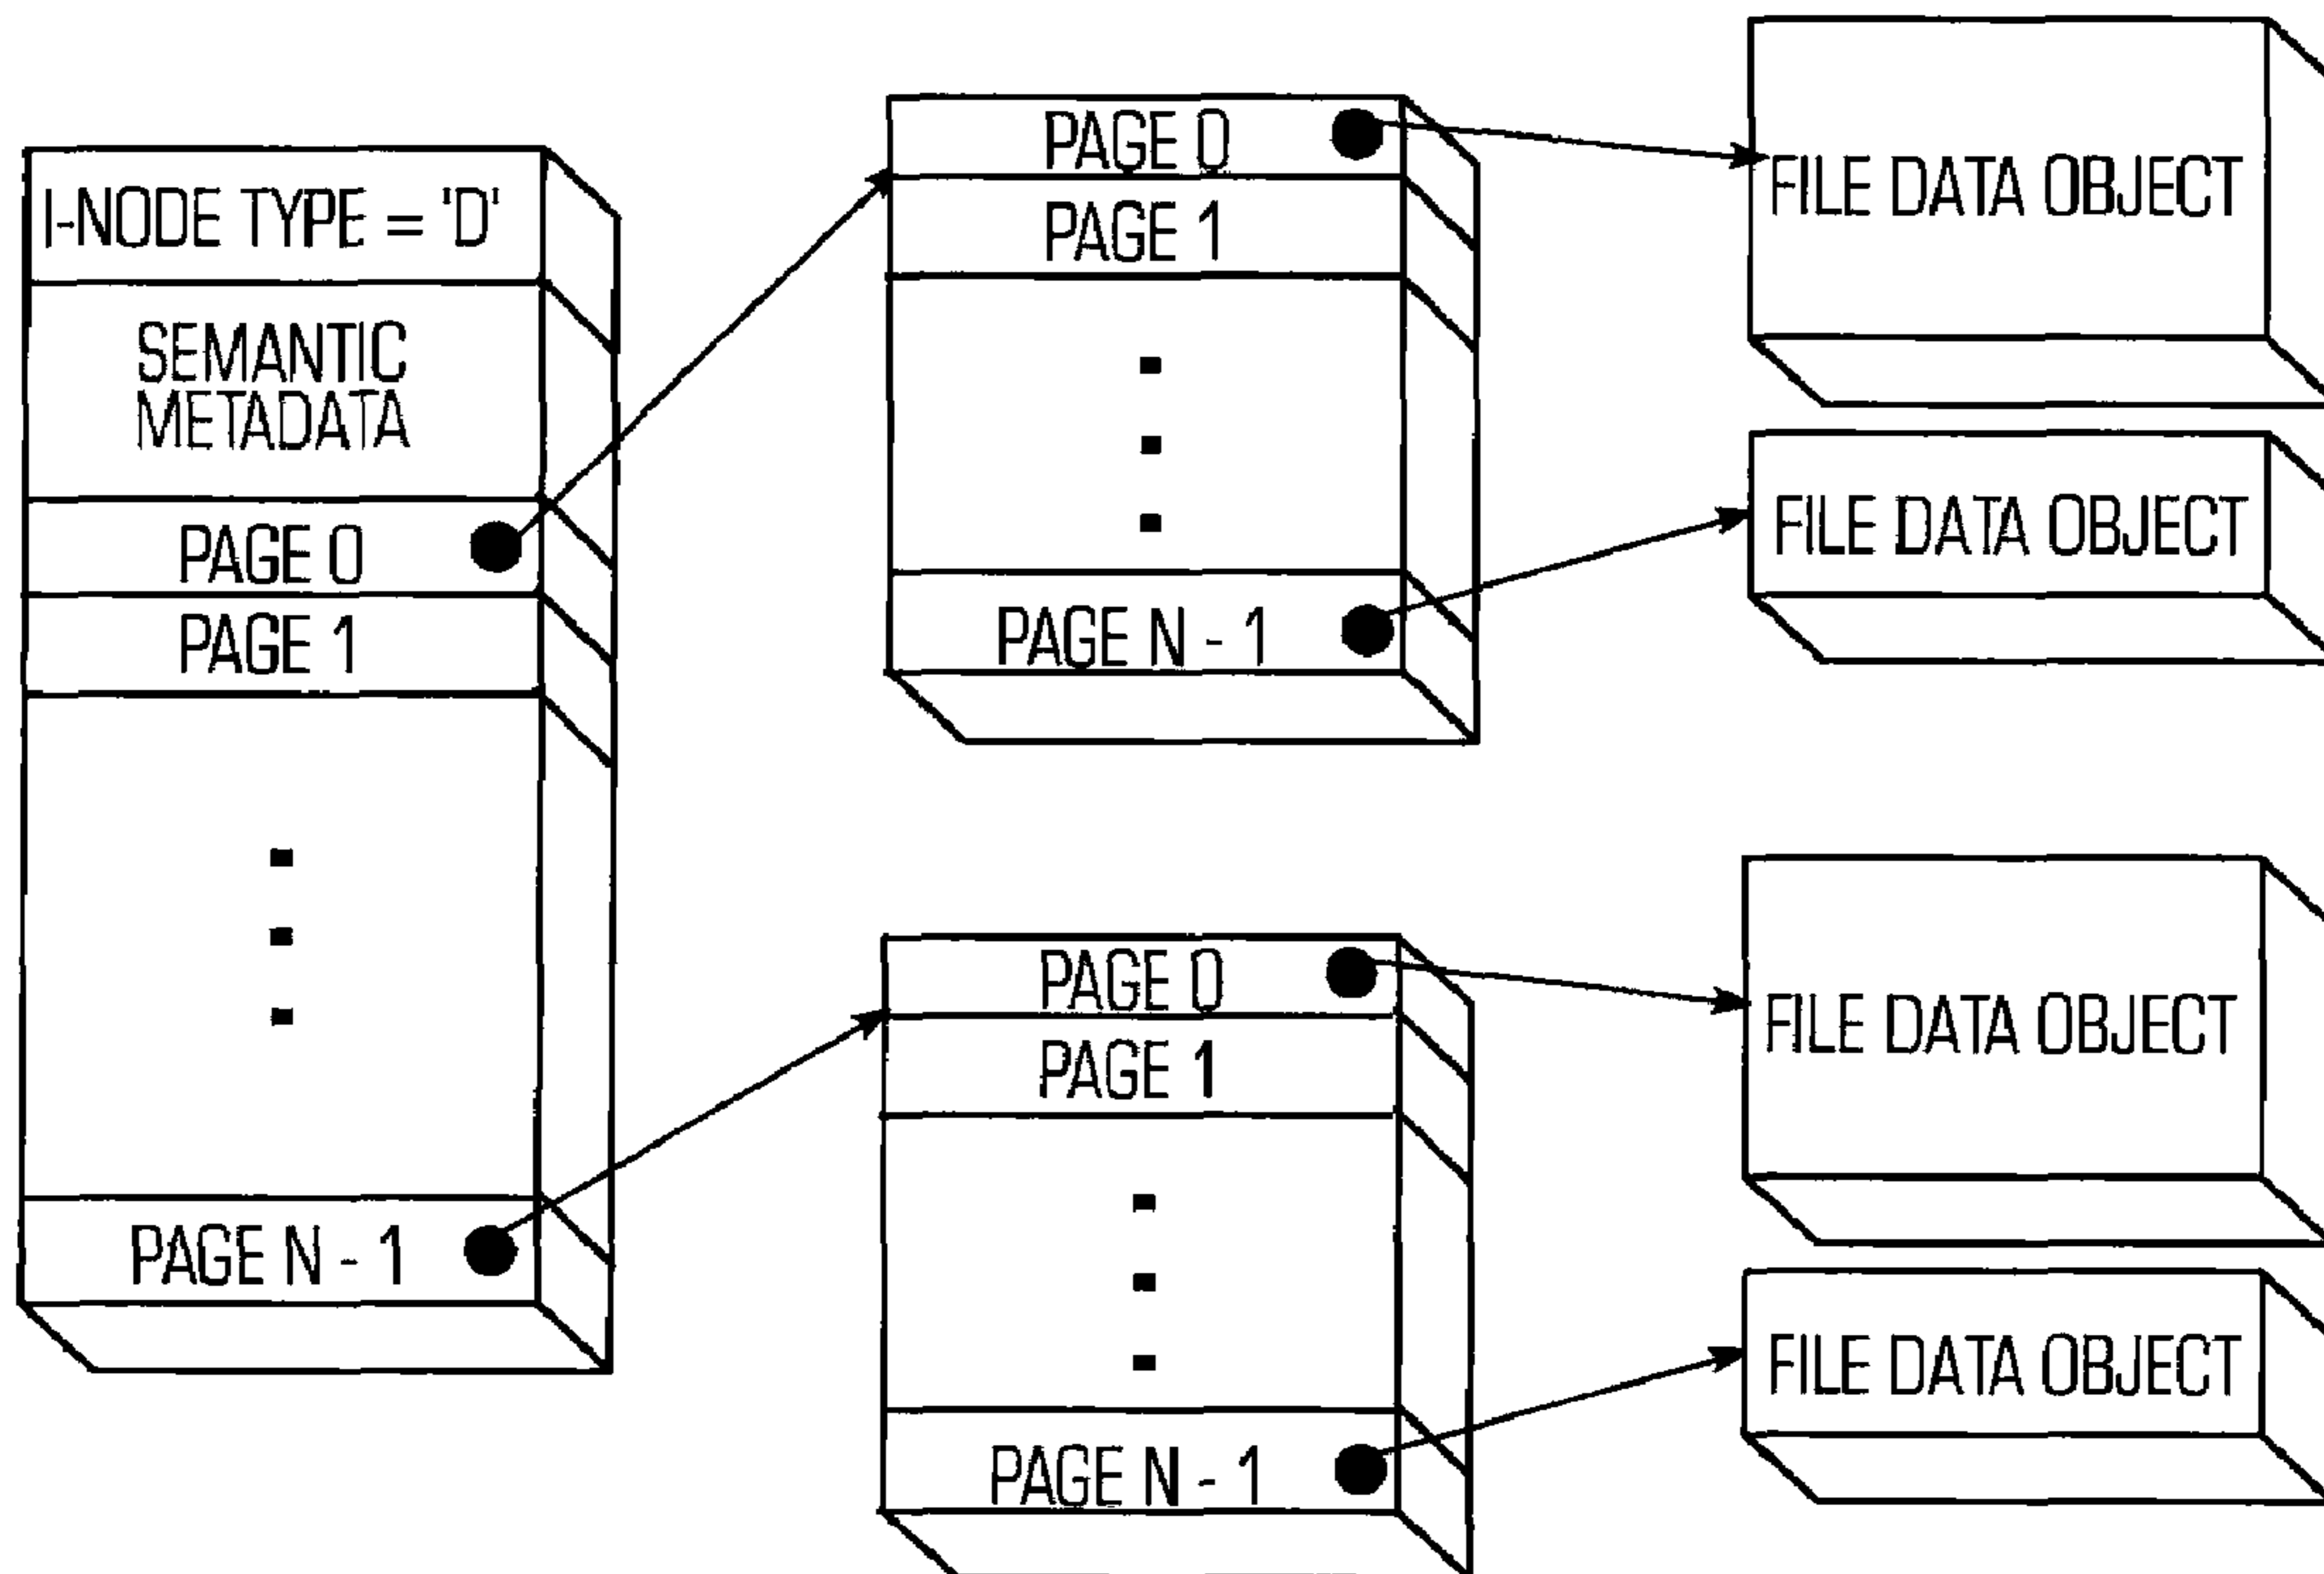 I-NODE TYPE = 'D'
SEMANTIC
METADATA
PAGE 0
PAGE 1
PAGE N - 1
PAGE 0
PAGE 1
PAGE N - 1
PAGE 0
PAGE 1
PAGE N - 1
FILE DATA OBJECT
FILE DATA OBJECT
FILE DATA OBJECT
FILE DATA OBJECT